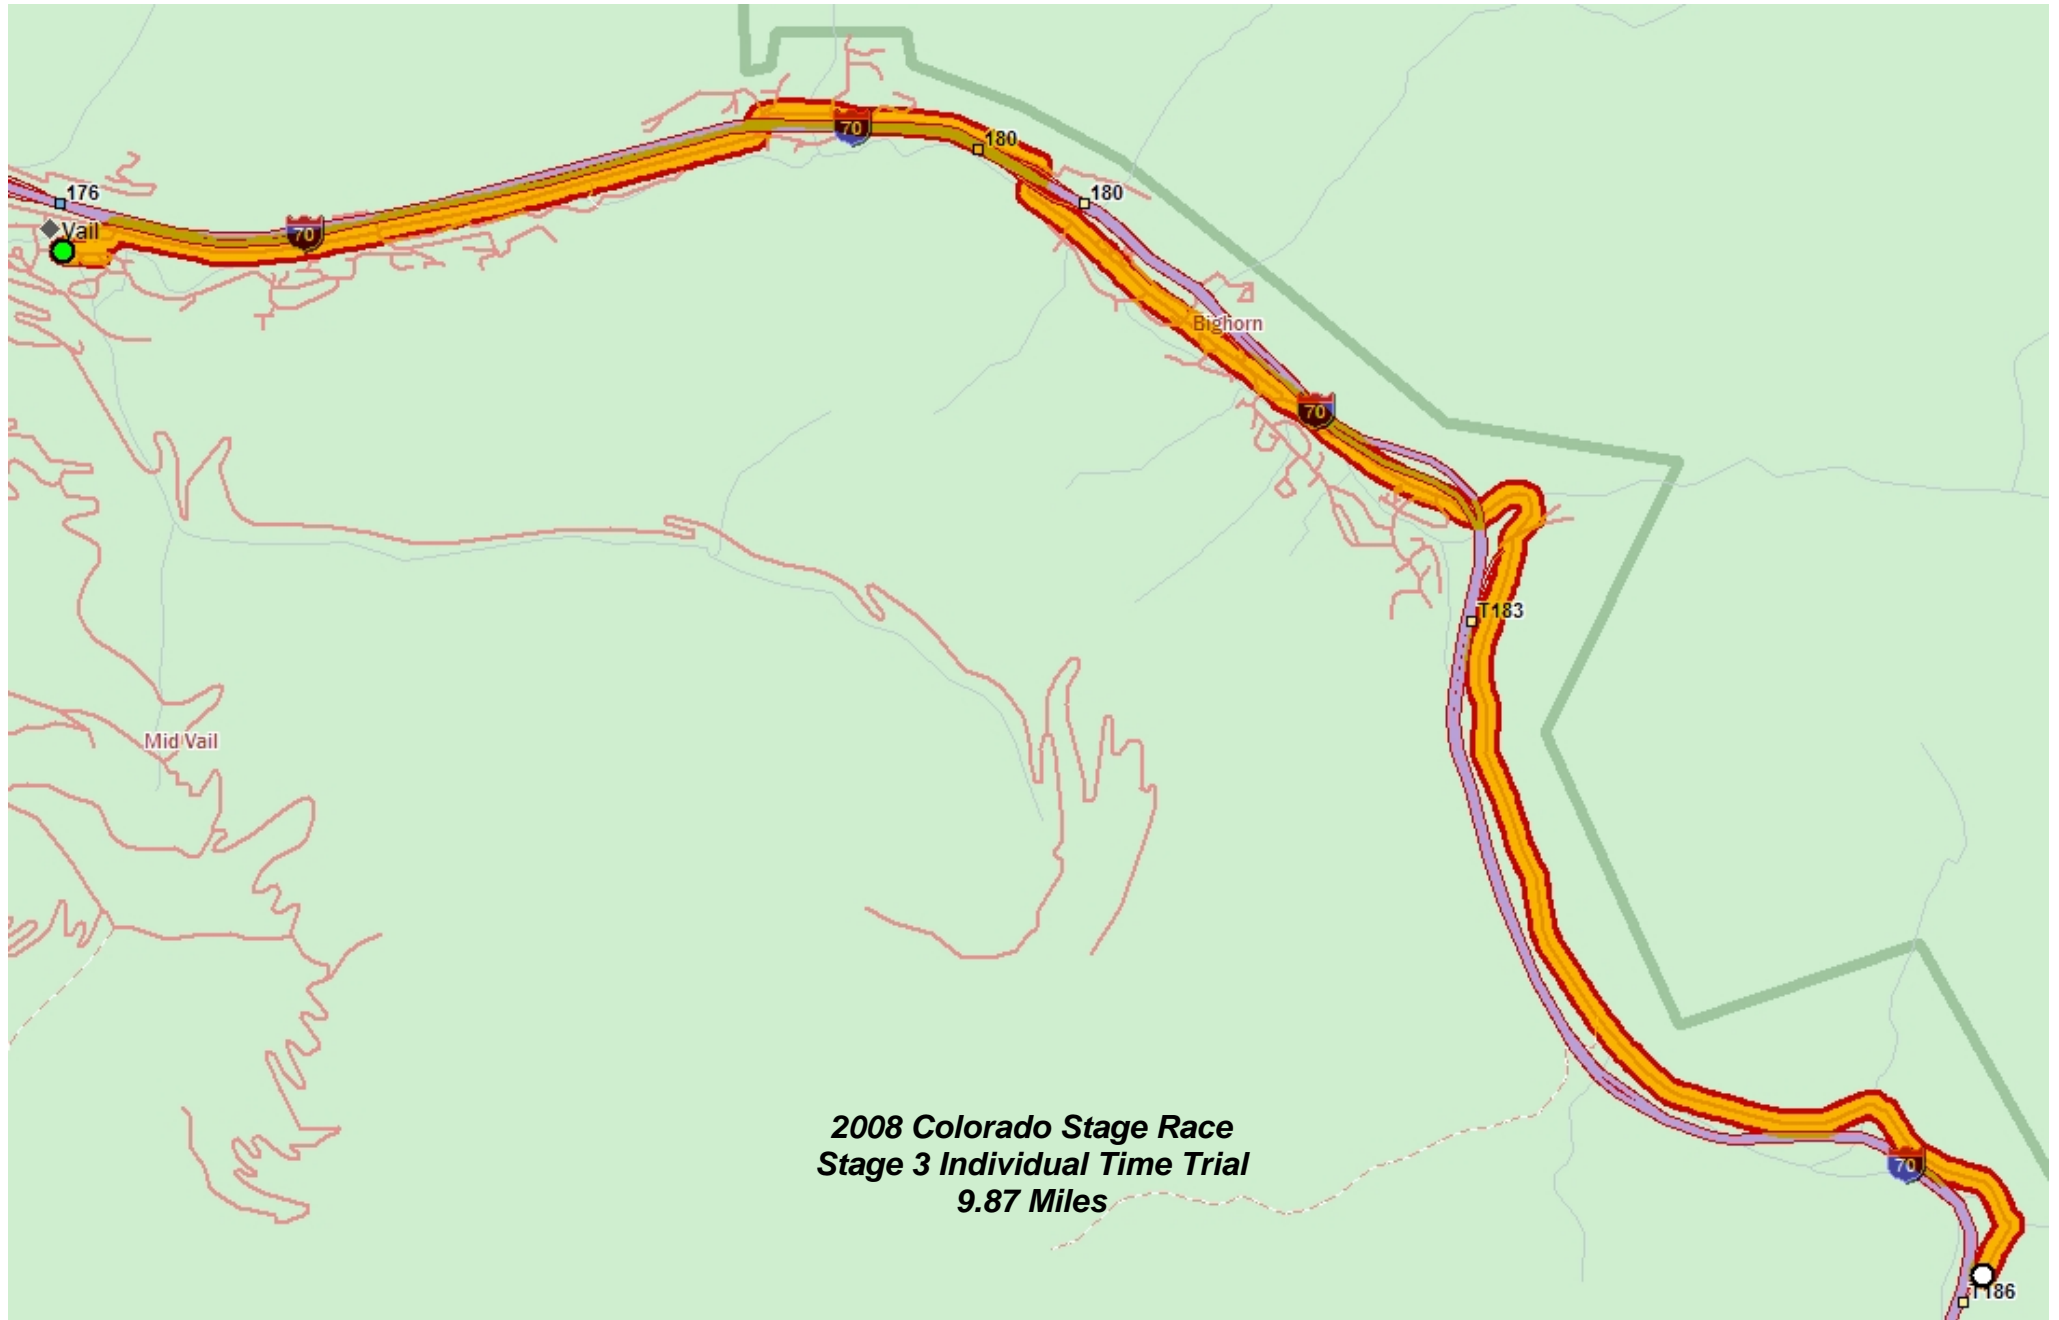 70
180
180
176
Vail
70
Bighorn
70
T183
Mid Vail
2008 Colorado Stage Race
Stage 3 Individual Time Trial
9.87 Miles
70
T186